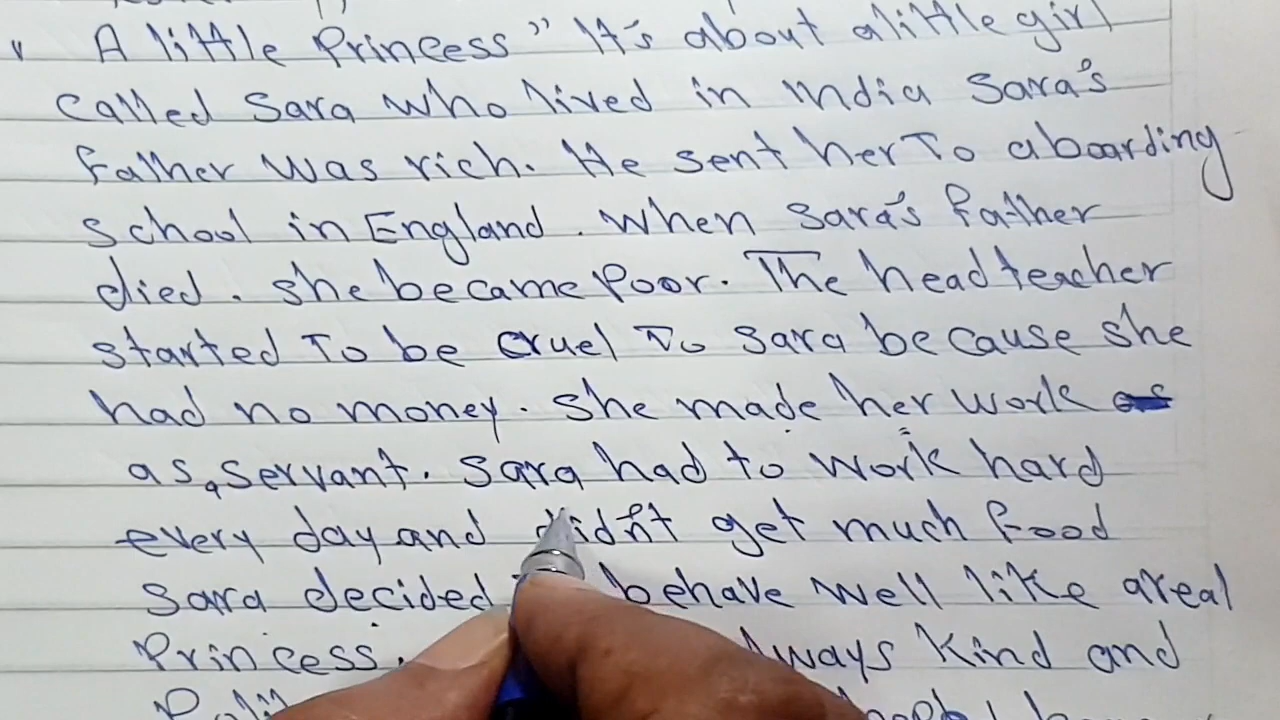 " A little Princess" It's about a little girl
called Sara who lived in India Sara's
father was rich. He sent her To a boarding
school in England. When Sara's father
died. she became Poor. The head teacher
started To be cruel To Sara because she
had no money. She made her work
as a servant. Sara had to work hard
every day and didn't get much food
Sara decided behave well like a real
Princess. kind and